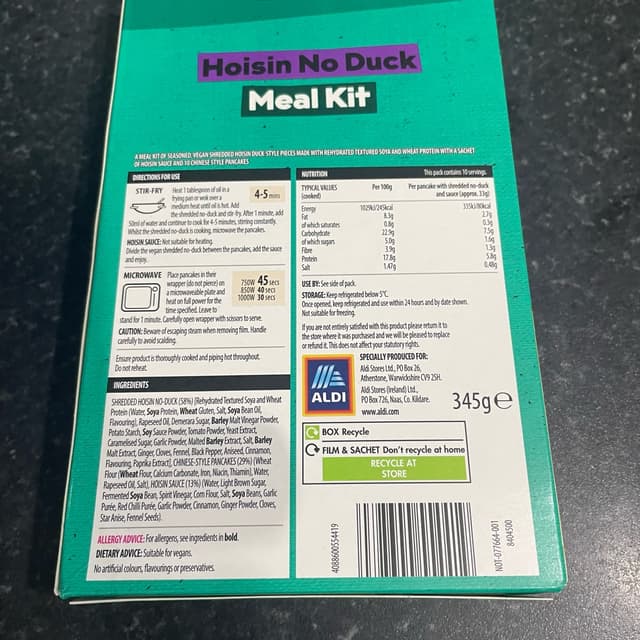 Hoisin No Duck
Meal Kit
A MEAL KIT OF SEASONED, VEGAN SHREDDED HOISIN DUCK-STYLE PIECES MADE WITH REHYDRATED TEXTURED SOYA AND WHEAT PROTEIN WITH A SACHET
OF HOISIN SAUCE AND 10 CHINESE STYLE PANCAKES
DIRECTIONS FOR USE
STIR-FRY
4-5 mins
Heat 1 tablespoon of oil in a
frying pan or wok over a
medium heat until oil is hot. Add
the shredded no-duck and stir-fry. After 1 minute, add
50ml of water and continue to cook for 4-5 minutes, stirring constantly.
Whilst the shredded no-duck is cooking, microwave the pancakes.
HOISIN SAUCE: Not suitable for heating.
Divide the vegan shredded no-duck between the pancakes, add the sauce
and enjoy.
MICROWAVE
750W 45 secs
850W 40 secs
1000W 30 secs
Place pancakes in their
wrapper (do not pierce) on
a microwaveable plate and
heat on full power for the
time specified. Leave to
stand for 1 minute. Carefully open wrapper with scissors to serve.
CAUTION: Beware of escaping steam when removing film. Handle
carefully to avoid scalding.
Ensure product is thoroughly cooked and piping hot throughout.
Do not reheat.
INGREDIENTS
SHREDDED HOISIN NO-DUCK (58%) (Rehydrated Textured Soya and Wheat
Protein (Water, Soya Protein, Wheat Gluten, Salt, Soya Bean Oil,
Flavouring), Rapeseed Oil, Demerara Sugar, Barley Malt Vinegar Powder,
Potato Starch, Soy Sauce Powder, Tomato Powder, Yeast Extract,
Caramelised Sugar, Garlic Powder, Malted Barley Extract, Salt, Barley
Malt Extract, Ginger, Cloves, Fennel, Black Pepper, Aniseed, Cinnamon,
Flavouring, Paprika Extract), CHINESE-STYLE PANCAKES (29%) (Wheat
Flour (Wheat Flour, Calcium Carbonate, Iron, Niacin, Thiamin), Water,
Rapeseed Oil, Salt), HOISIN SAUCE (13%) (Water, Light Brown Sugar,
Fermented Soya Bean, Spirit Vinegar, Corn Flour, Salt, Soya Beans, Garlic
Purée, Red Chilli Purée, Garlic Powder, Cinnamon, Ginger Powder, Cloves,
Star Anise, Fennel Seeds).
ALLERGY ADVICE: For allergens, see ingredients in bold.
DIETARY ADVICE: Suitable for vegans.
No artificial colours, flavourings or preservatives.
NUTRITION
This pack contains 10 servings.
TYPICAL VALUES (cooked) Per 100g Per pancake with shredded no-duck and sauce (approx. 33g)
Energy 1029kJ/245kcal 335kJ/80kcal
Fat 8.3g 2.7g
of which saturates 0.8g 0.3g
Carbohydrate 22.9g 7.5g
of which sugars 5.0g 1.6g
Fibre 3.9g 1.3g
Protein 17.8g 5.8g
Salt 1.47g 0.48g
USE BY: See side of pack.
STORAGE: Keep refrigerated below 5°C.
Once opened, keep refrigerated and use within 24 hours and by date shown.
Not suitable for freezing.
If you are not entirely satisfied with this product please return it to
the store where it was purchased and we will be pleased to replace
or refund it. This does not affect your statutory rights.
ALDI
SPECIALLY PRODUCED FOR:
Aldi Stores Ltd., PO Box 26,
Atherstone, Warwickshire CV9 2SH.
Aldi Stores (Ireland) Ltd.,
PO Box 726, Naas, Co. Kildare.
www.aldi.com
345g℮
BOX Recycle
FILM & SACHET Don't recycle at home
RECYCLE AT
STORE
4088600554419
NOT-077664-001
8404500